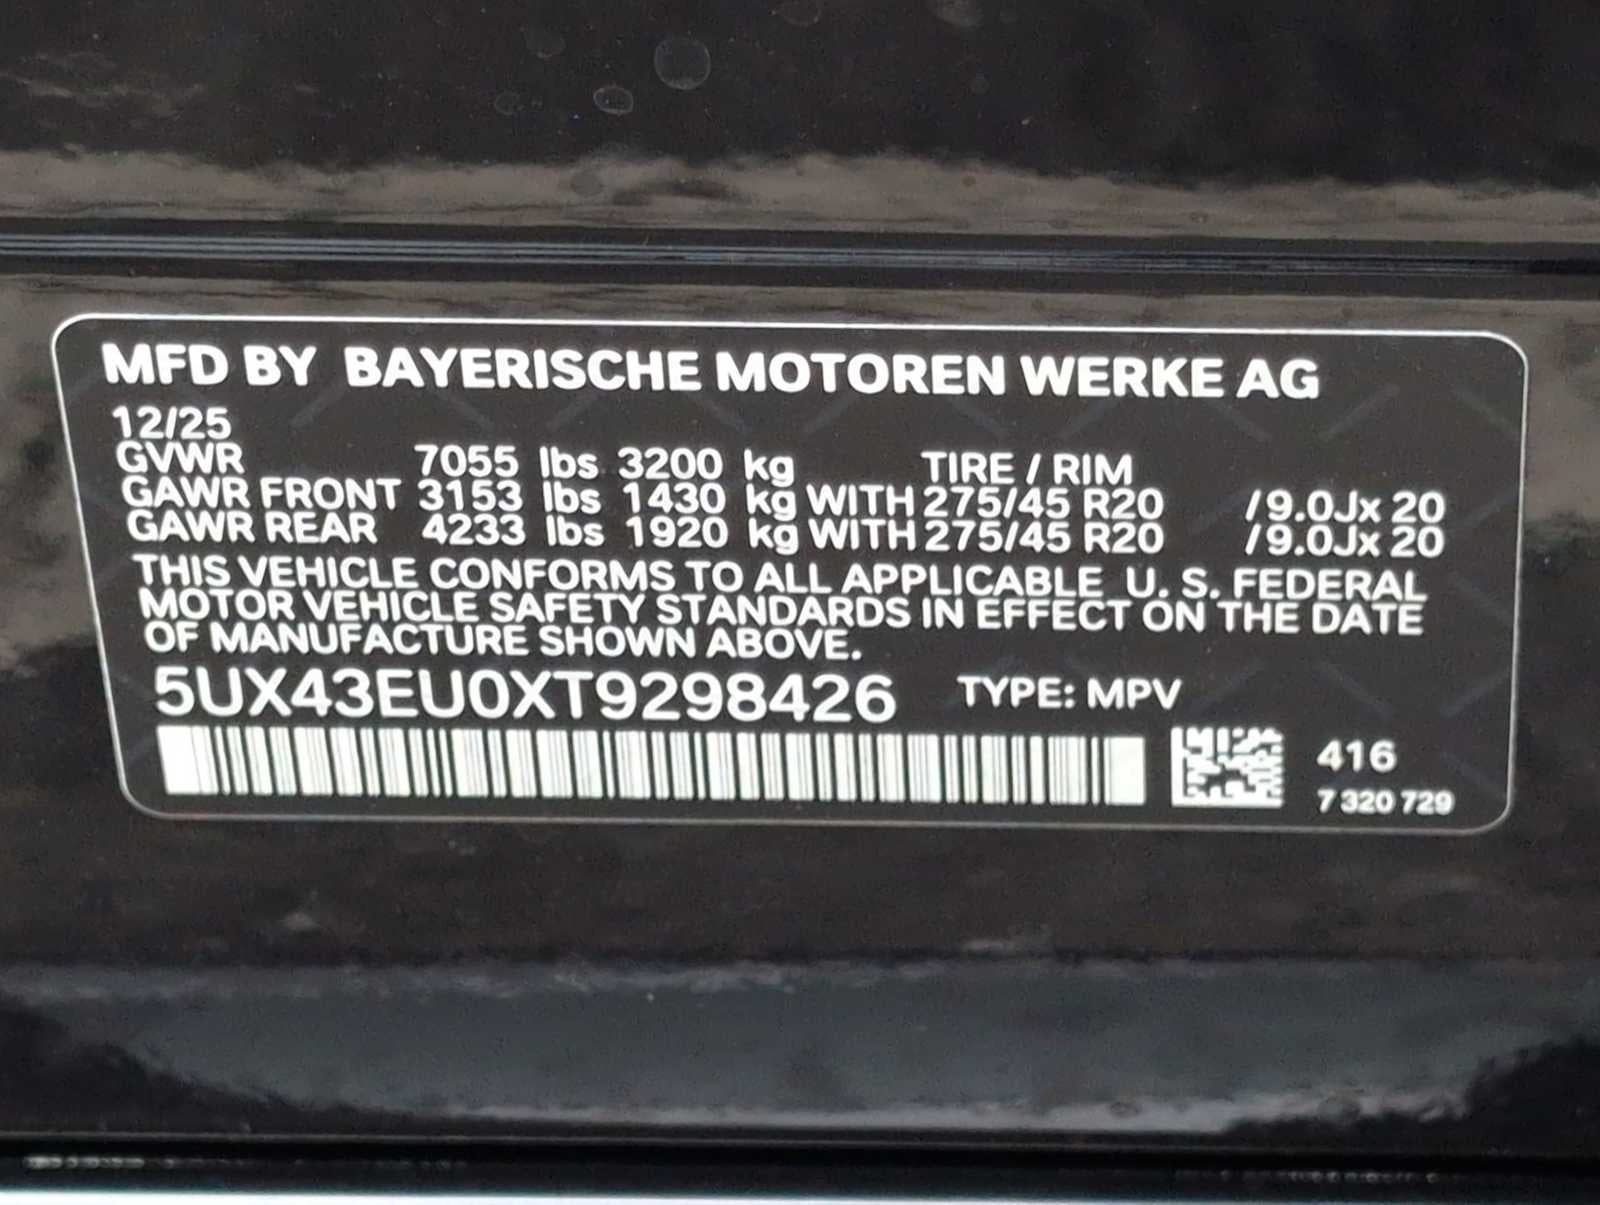 MFD BY BAYERISCHE MOTOREN WERKE AG
12/25
GVWR 7055 lbs 3200 kg TIRE / RIM
GAWR FRONT 3153 lbs 1430 kg WITH 275/45 R20 /9.0Jx 20
GAWR REAR 4233 lbs 1920 kg WITH 275/45 R20 /9.0Jx 20
THIS VEHICLE CONFORMS TO ALL APPLICABLE U. S. FEDERAL
MOTOR VEHICLE SAFETY STANDARDS IN EFFECT ON THE DATE
OF MANUFACTURE SHOWN ABOVE.
5UX43EU0XT9298426 TYPE: MPV
416
7 320 729